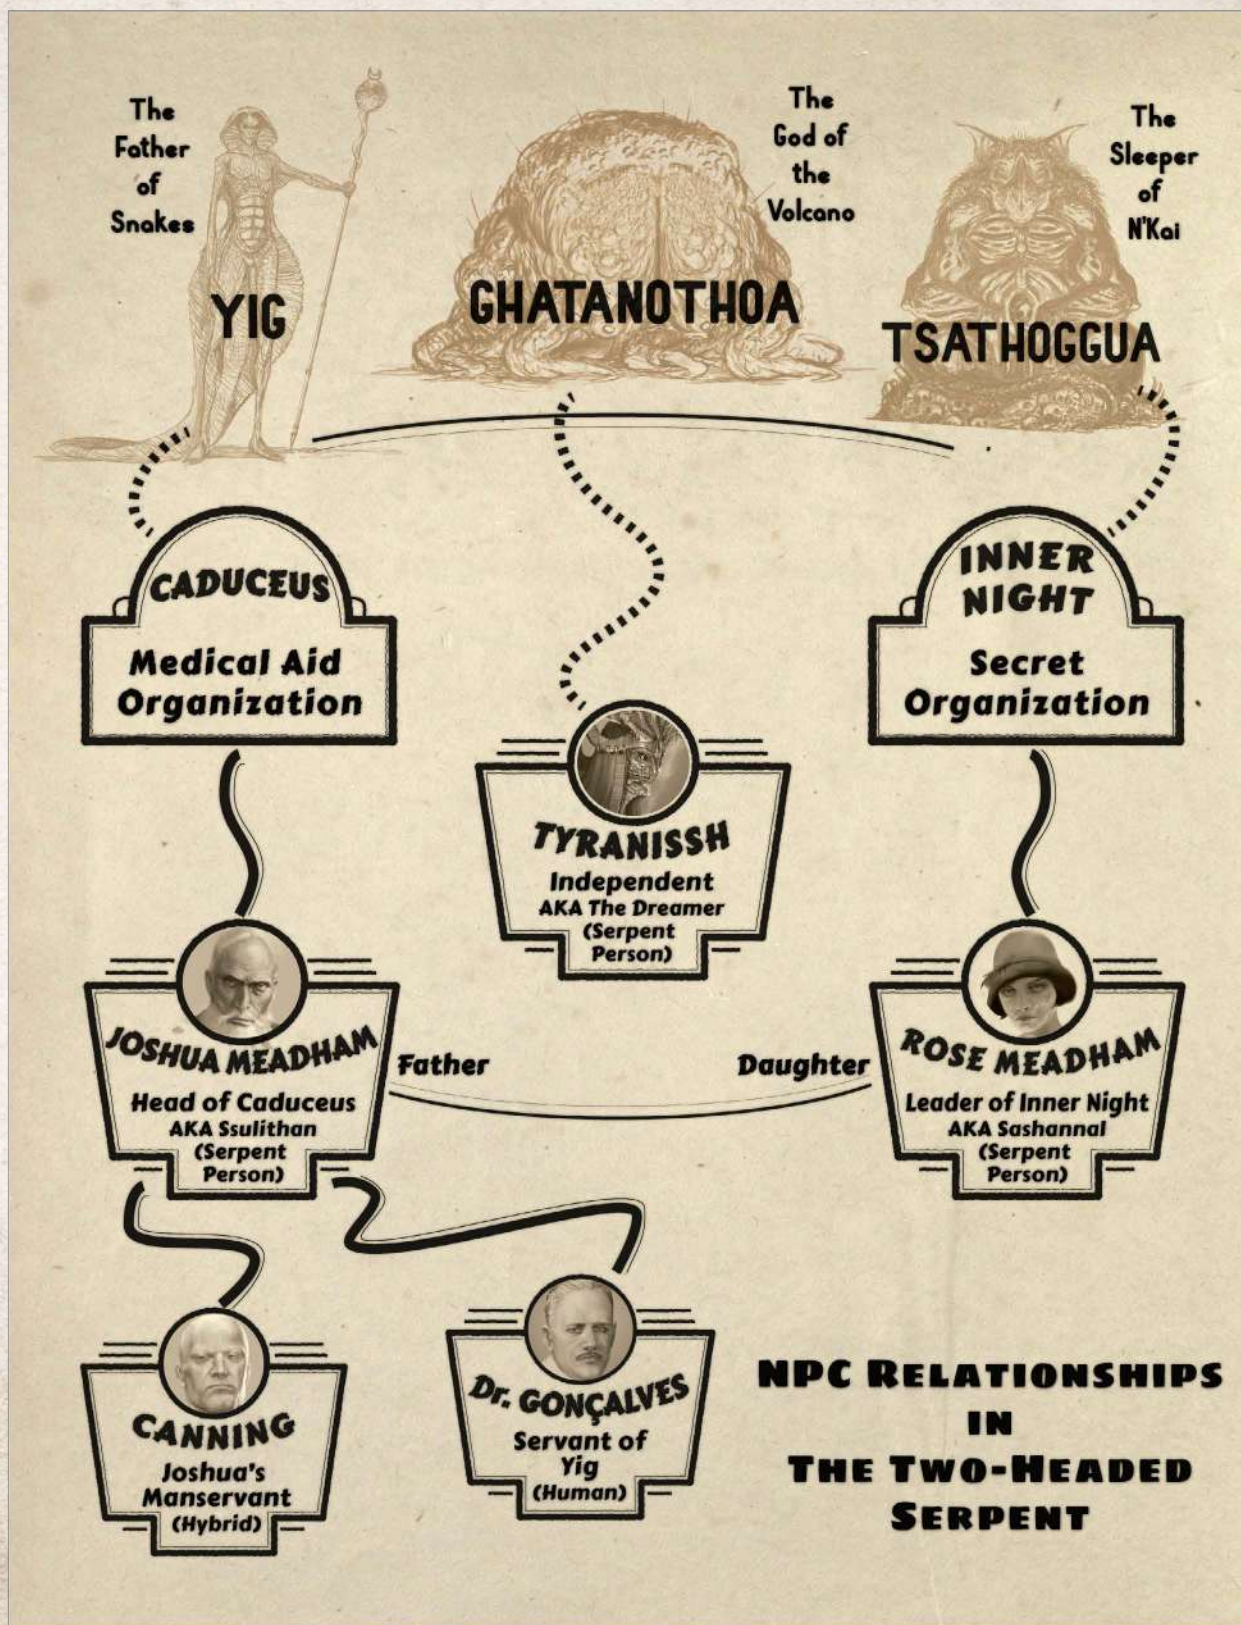 The
Father
of
Snakes
YIG
The
God of
the
Volcano
GHATANOTHOA
The
Sleeper
of
N'Kai
TSATHOGGUA
CADUCEUS
Medical Aid
Organization
INNER
NIGHT
Secret
Organization
TYRANISSH
Independent
AKA The Dreamer
(Serpent
Person)
JOSHUA MEADHAM
Head of Caduceus
AKA Ssulithan
(Serpent
Person)
Father
Daughter
ROSE MEADHAM
Leader of Inner Night
AKA Sashannal
(Serpent
Person)
CANNING
Joshua's
Manservant
(Hybrid)
Dr. GONÇALVES
Servant of
Yig
(Human)
NPC RELATIONSHIPS
IN
THE TWO-HEADED
SERPENT